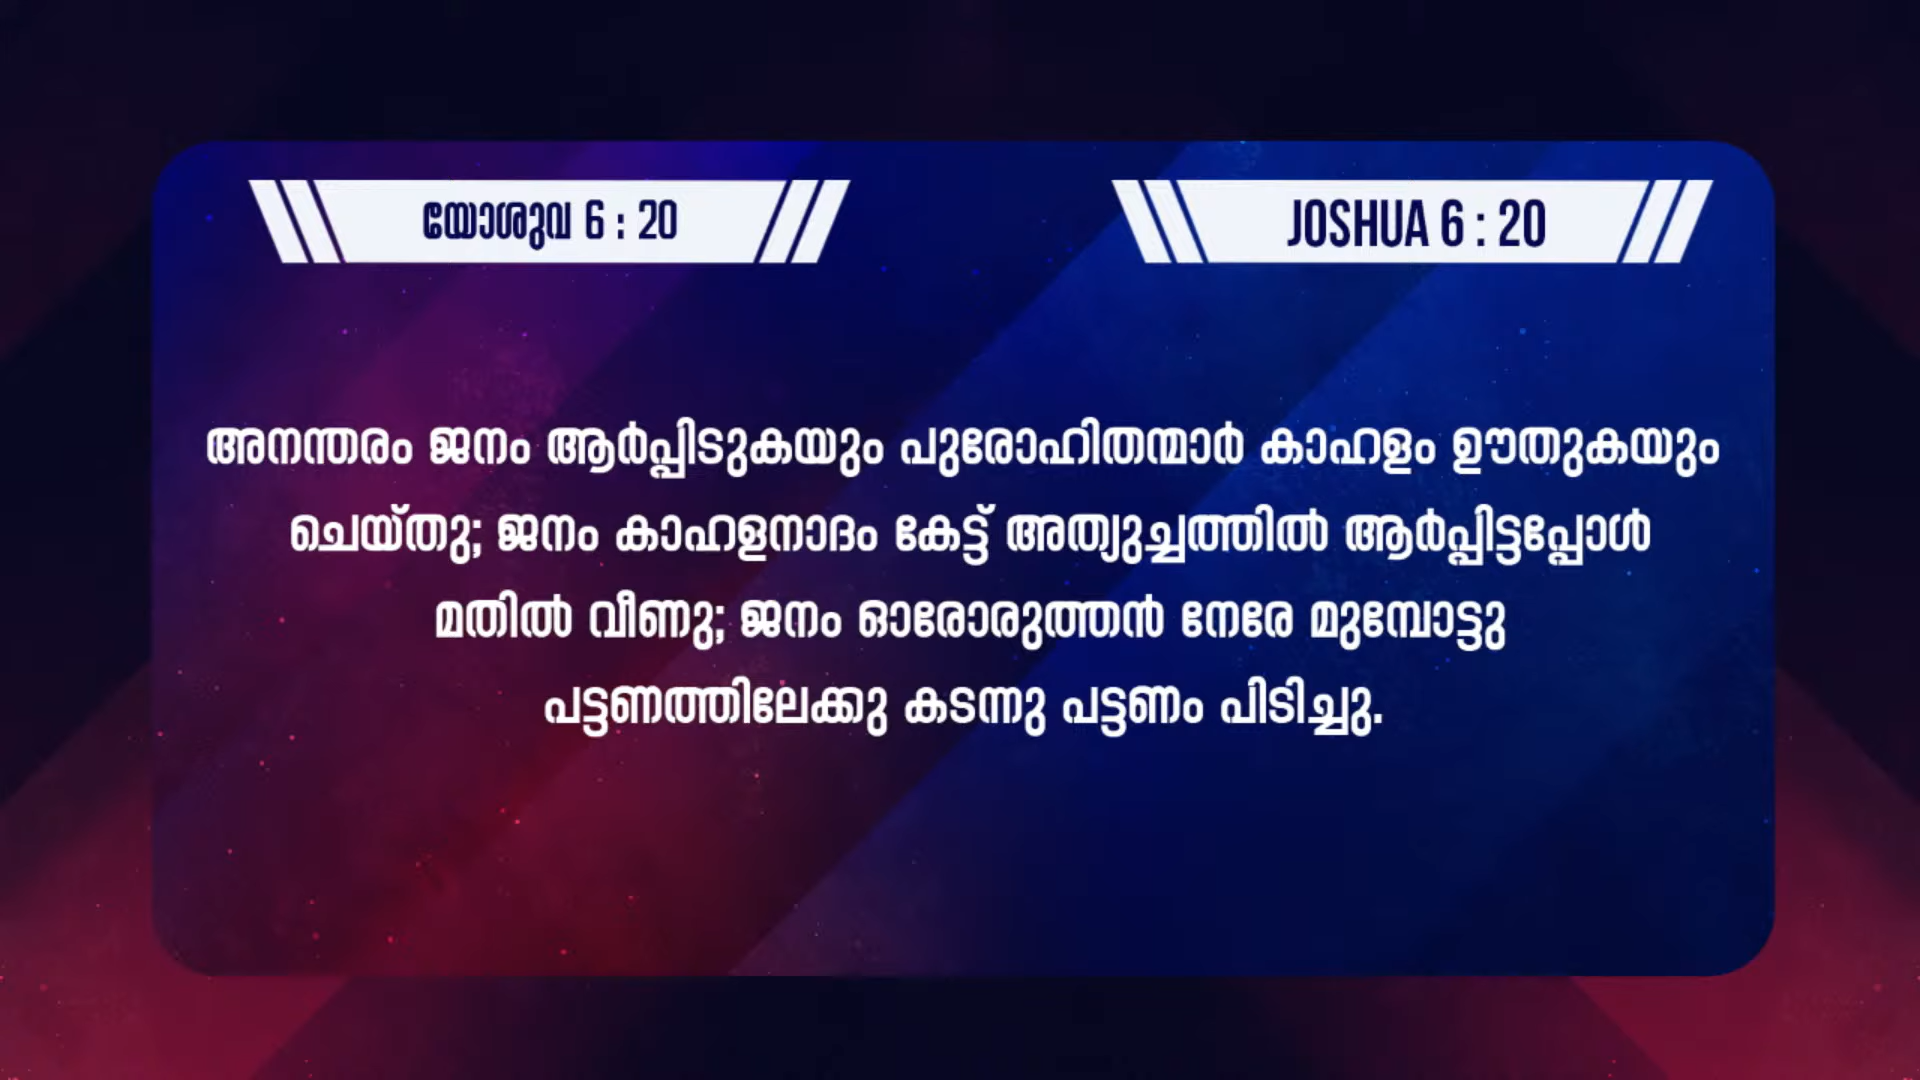 യോശുവ 6 : 20
JOSHUA 6 : 20
അനന്തരം ജനം ആർപ്പിടുകയും പുരോഹിതന്മാർ കാഹളം ഊതുകയും
ചെയ്തു; ജനം കാഹളനാദം കേട്ട് അത്യുച്ചത്തിൽ ആർപ്പിട്ടപ്പോൾ
മതിൽ വീണു; ജനം ഓരോരുത്തൻ നേരേ മുമ്പോട്ടു
പട്ടണത്തിലേക്കു കടന്നു പട്ടണം പിടിച്ചു.